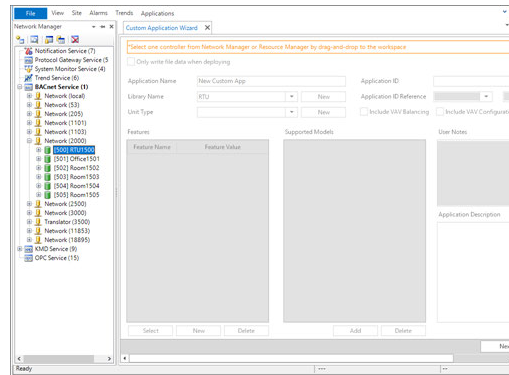 File View Site Alarms Trends Applications
Network Manager
Custom Application Wizard
Notification Service (7)
Protocol Gateway Service (5
System Monitor Service (4)
Trend Service (6)
BACnet Service (1)
Network (local)
Network (53)
Network (205)
Network (1101)
Network (1103)
Network (2000)
[500] RTU1500
[501] Office1501
[502] Room1502
[503] Room1503
[504] Room1504
[505] Room1505
Network (2500)
Network (3000)
Translator (3500)
Network (11853)
Network (18895)
KMD Service (9)
OPC Service (15)
*Select one controller from Network Manager or Resource Manager by drag-and-drop to the workspace
Only write file data when deploying
Application Name New Custom App Application ID
Library Name RTU New Application ID Reference
Unit Type New Include VAV Balancing Include VAV Configurat
Features Supported Models User Notes
Feature Name Feature Value
Application Description
Select New Delete Add Delete
Ne
Ready --- --